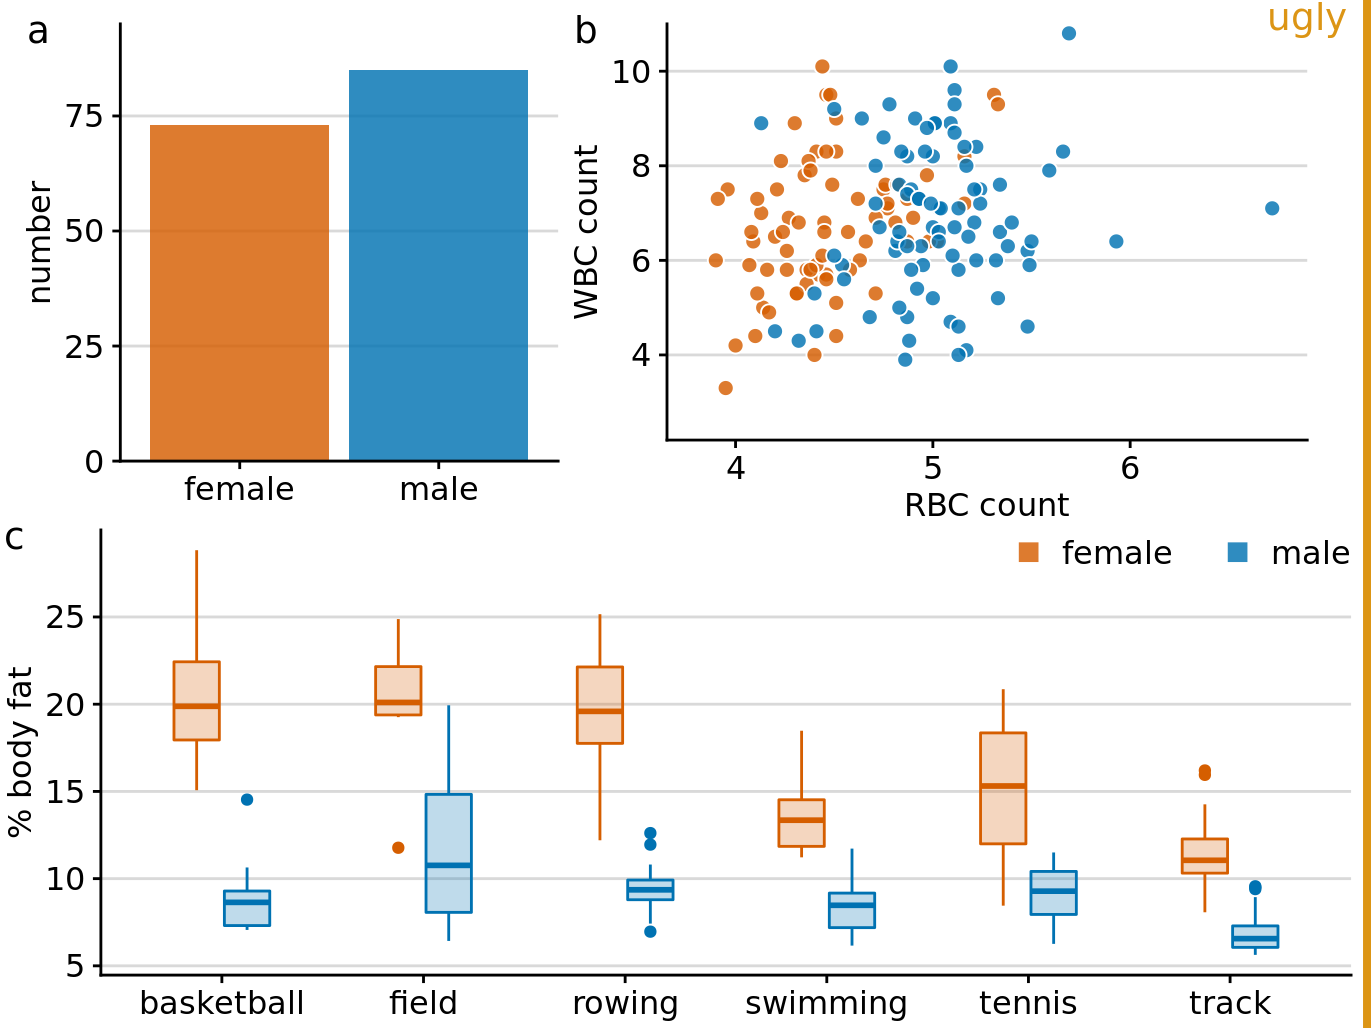 ugly
a
number
75
50
25
0
female male
b
WBC count
10
8
6
4
4 5 6
RBC count
c
female male
% body fat
25
20
15
10
5
basketball field rowing swimming tennis track